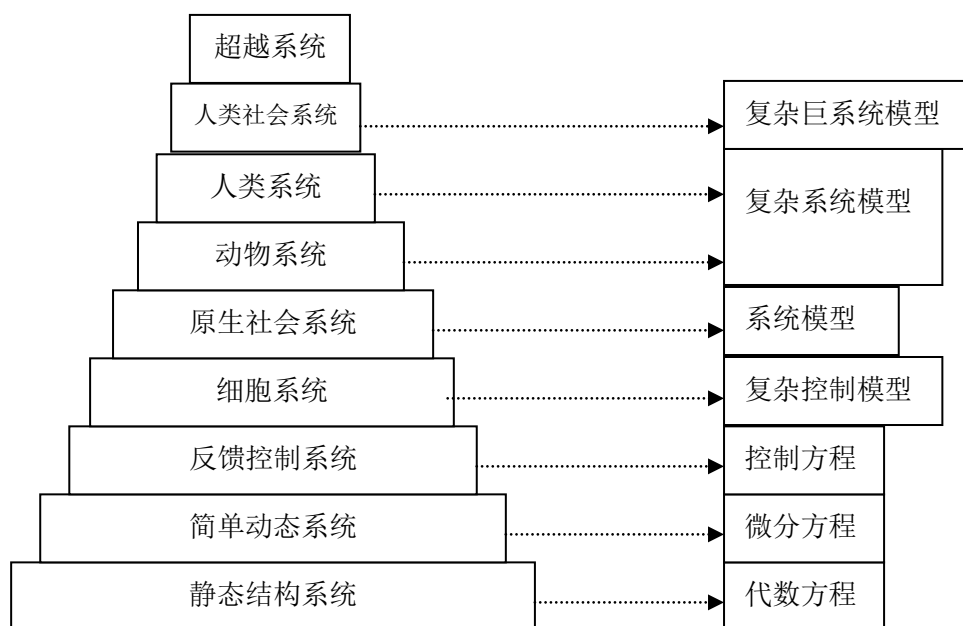 超越系统
人类社会系统
复杂巨系统模型
人类系统
复杂系统模型
动物系统
原生社会系统
系统模型
细胞系统
复杂控制模型
反馈控制系统
控制方程
简单动态系统
微分方程
静态结构系统
代数方程